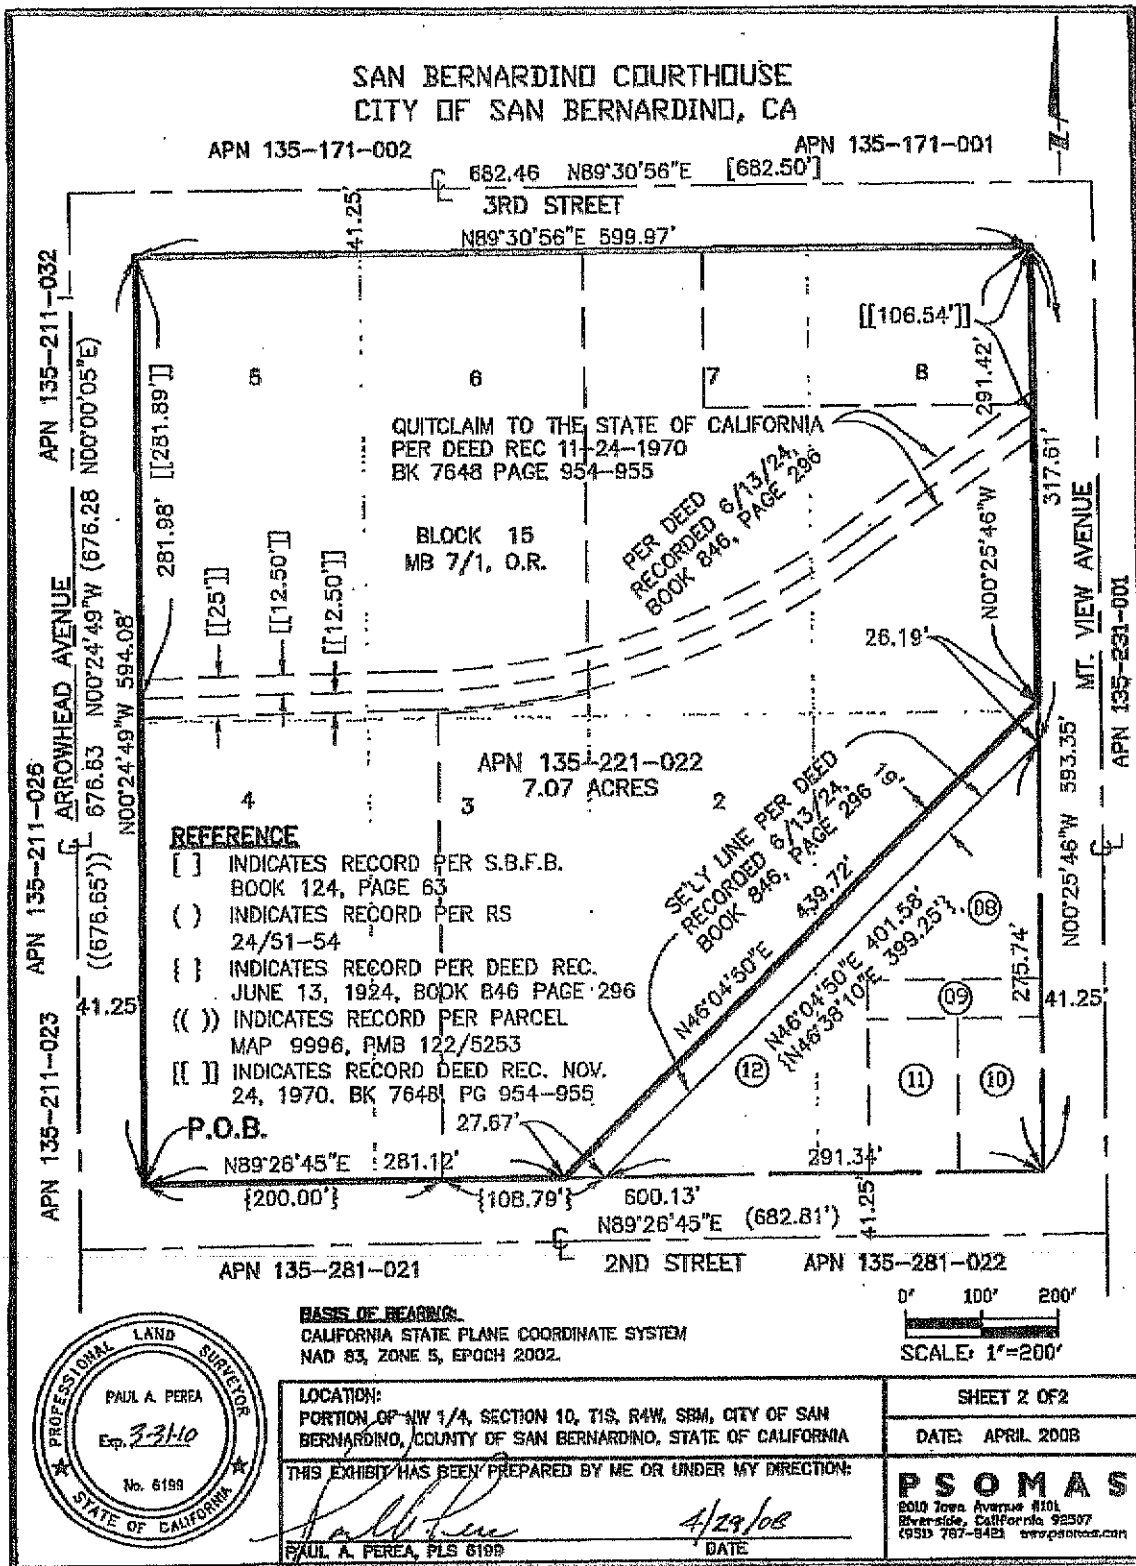 SAN BERNARDINO COURTHOUSE
CITY OF SAN BERNARDINO, CA
APN 135-171-002
APN 135-171-001
682.46 N89°30'56"E [682.50']
3RD STREET
N89°30'56"E 599.97'
41.25'
APN 135-211-032
[[106.54']]
5
6
7
8
291.42'
281.98' [[281.89']]
QUITCLAIM TO THE STATE OF CALIFORNIA
PER DEED REC 11-24-1970
BK 7648 PAGE 954-955
PER DEED
RECORDED 6/13/24,
BOOK 846, PAGE 296
BLOCK 15
MB 7/1, O.R.
317.61'
N00°25'46"W
[[25']]
[[12.50']]
[[12.50']]
ARROWHEAD AVENUE
((676.65')) 676.63 N00°24'49"W (676.28 N0°00'05"E)
N00°24'49"W 594.08'
26.19'
MT. VIEW AVENUE
APN 135-231-001
N00°25'46"W 593.35'
APN 135-221-022
7.07 ACRES
4
3
2
SE'LY LINE PER DEED
RECORDED 6/13/24,
BOOK 846, PAGE 296
19'
439.72'
N46°04'50"E
N46°04'50"E 401.58'
{N46°38'10"E 399.25'}
08
09
275.74'
41.25'
12
11
10
APN 135-211-026
APN 135-211-023
41.25'
REFERENCE
[ ] INDICATES RECORD PER S.B.F.B.
BOOK 124, PAGE 63
( ) INDICATES RECORD PER RS
24/51-54
{ } INDICATES RECORD PER DEED REC.
JUNE 13, 1924, BOOK 846 PAGE 296
(( )) INDICATES RECORD PER PARCEL
MAP 9996, PMB 122/5253
[[ ]] INDICATES RECORD DEED REC. NOV.
24, 1970. BK 7648 PG 954-955
P.O.B.
27.67'
N89°26'45"E 281.12'
291.34'
{200.00'}
{108.79'}
600.13'
N89°26'45"E (682.81')
41.25'
2ND STREET
APN 135-281-021
APN 135-281-022
0' 100' 200'
SCALE: 1"=200'
BASIS OF BEARING:
CALIFORNIA STATE PLANE COORDINATE SYSTEM
NAD 83, ZONE 5, EPOCH 2002.
PROFESSIONAL LAND SURVEYOR
PAUL A. PEREA
Exp. 3-31-10
No. 6199
STATE OF CALIFORNIA
LOCATION:
PORTION OF NW 1/4, SECTION 10, T1S, R4W, SBM, CITY OF SAN
BERNARDINO, COUNTY OF SAN BERNARDINO, STATE OF CALIFORNIA
SHEET 2 OF2
DATE: APRIL 2008
THIS EXHIBIT HAS BEEN PREPARED BY ME OR UNDER MY DIRECTION:
4/29/08
PAUL A. PEREA, PLS 6199
DATE
PSOMAS
2010 Iowa Avenue #101
Riverside, California 92507
(951) 787-8421 www.psomas.com